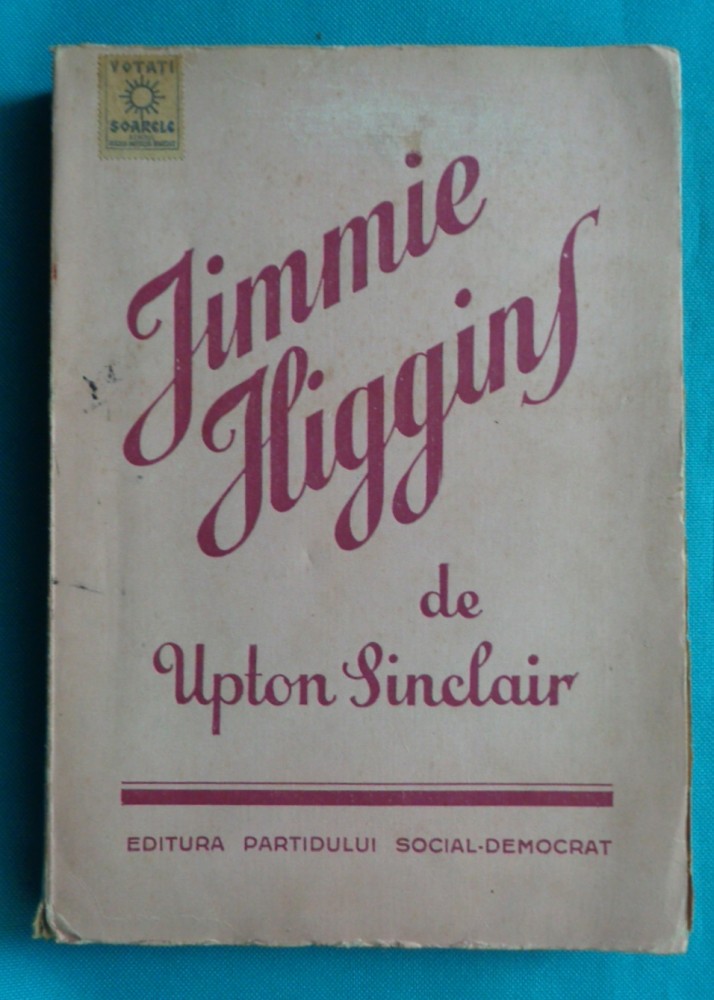 VOTAȚI
SOARELE
Jimmie
Higgins
de
Upton Sinclair
EDITURA PARTIDULUI SOCIAL-DEMOCRAT